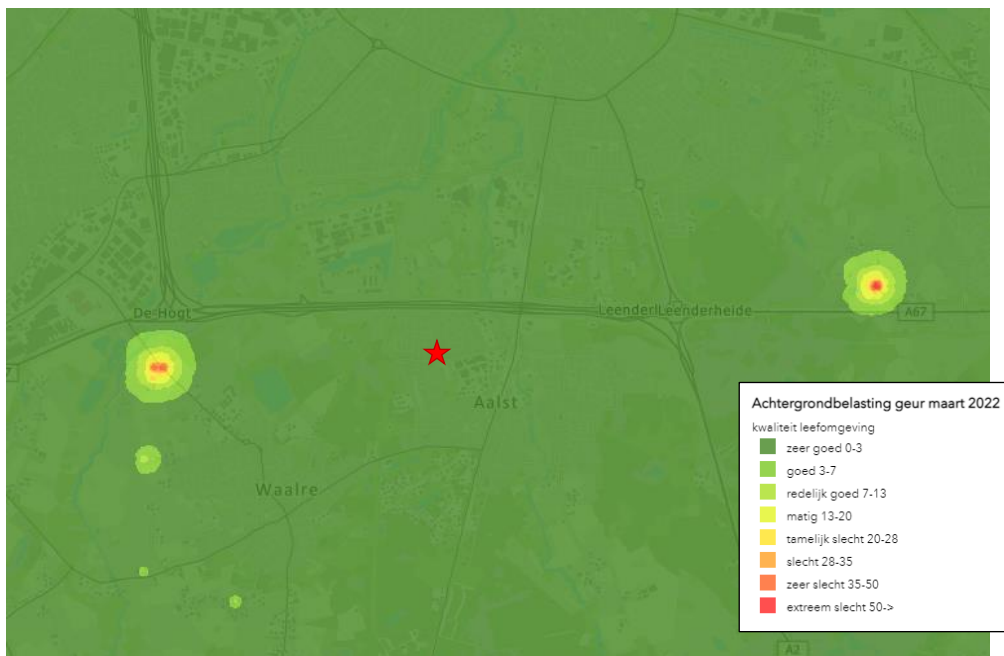 De Hogt
Leenderl
Leenderheide
A67
7
Aalst
Waalre
Achtergrondbelasting geur maart 2022
kwaliteit leefomgeving
zeer goed 0-3
goed 3-7
redelijk goed 7-13
matig 13-20
tamelijk slecht 20-28
slecht 28-35
zeer slecht 35-50
extreem slecht 50->
A2